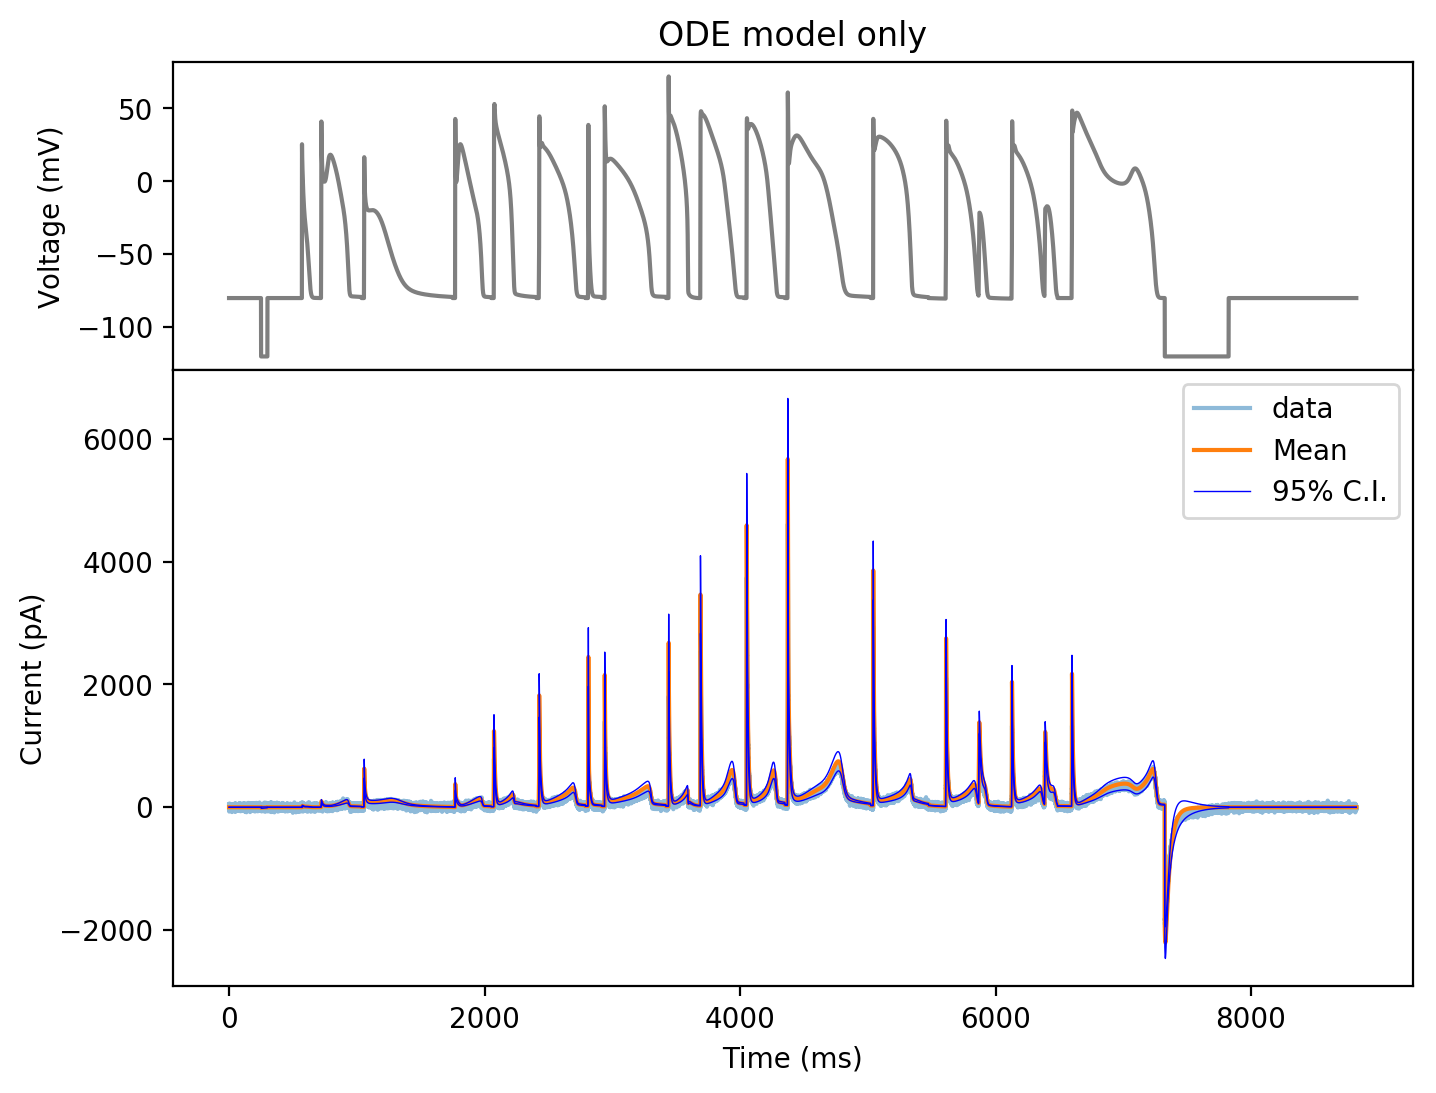 ODE model only
50
0
−50
−100
Voltage (mV)
6000
4000
2000
0
−2000
Current (pA)
data
Mean
95% C.I.
0
2000
4000
6000
8000
Time (ms)